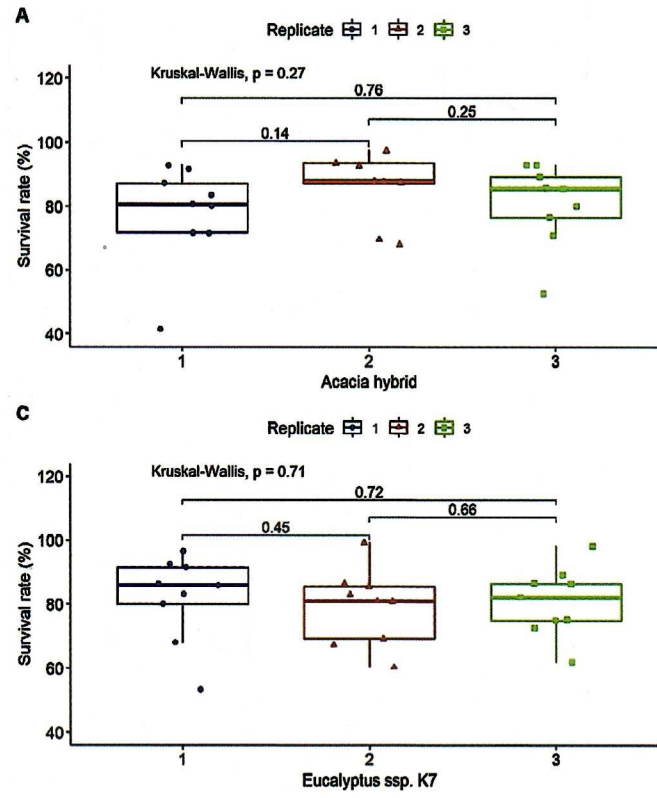 A
Replicate 1 2 3
Kruskal-Wallis, p = 0.27
0.76
0.25
0.14
120
100
80
60
40
Survival rate (%)
1 2 3
Acacia hybrid
C
Replicate 1 2 3
Kruskal-Wallis, p = 0.71
0.72
0.66
0.45
120
100
80
60
40
Survival rate (%)
1 2 3
Eucalyptus ssp. K7